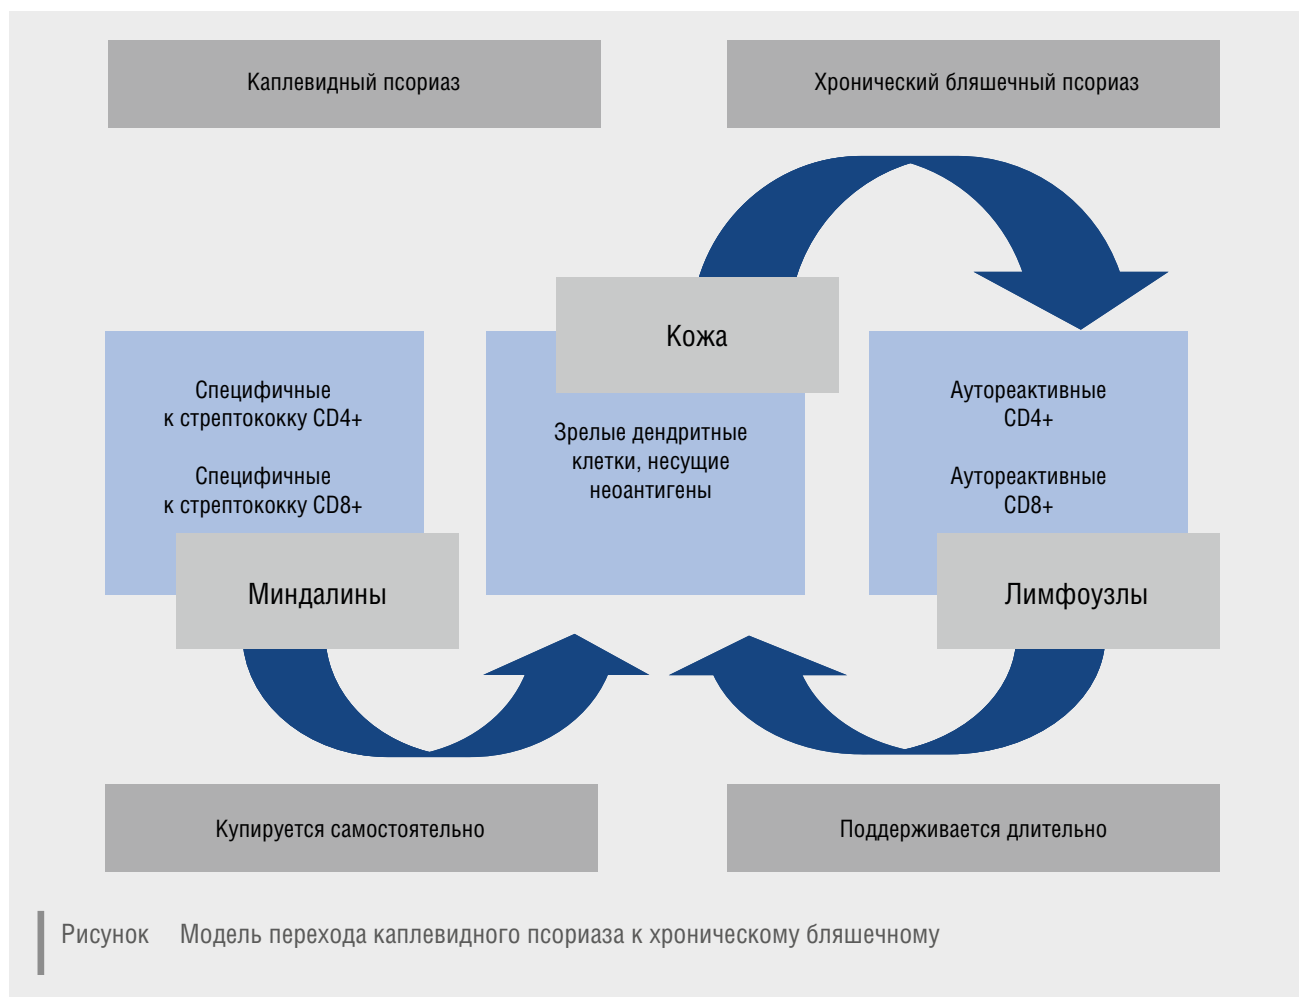 Каплевидный псориаз
Хронический бляшечный псориаз
Кожа
Специфичные
к стрептококку CD4+
Специфичные
к стрептококку CD8+
Миндалины
Зрелые дендритные
клетки, несущие
неоантигены
Аутореактивные
CD4+
Аутореактивные
CD8+
Лимфоузлы
Купируется самостоятельно
Поддерживается длительно
Рисунок Модель перехода каплевидного псориаза к хроническому бляшечному